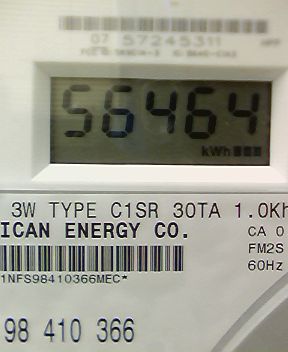 07 57245311
56464
kWh
3W TYPE C1SR 30TA 1.0Kh
ICAN ENERGY CO.
CA 0
FM2S
60Hz
1NFS98410366MEC*
98 410 366